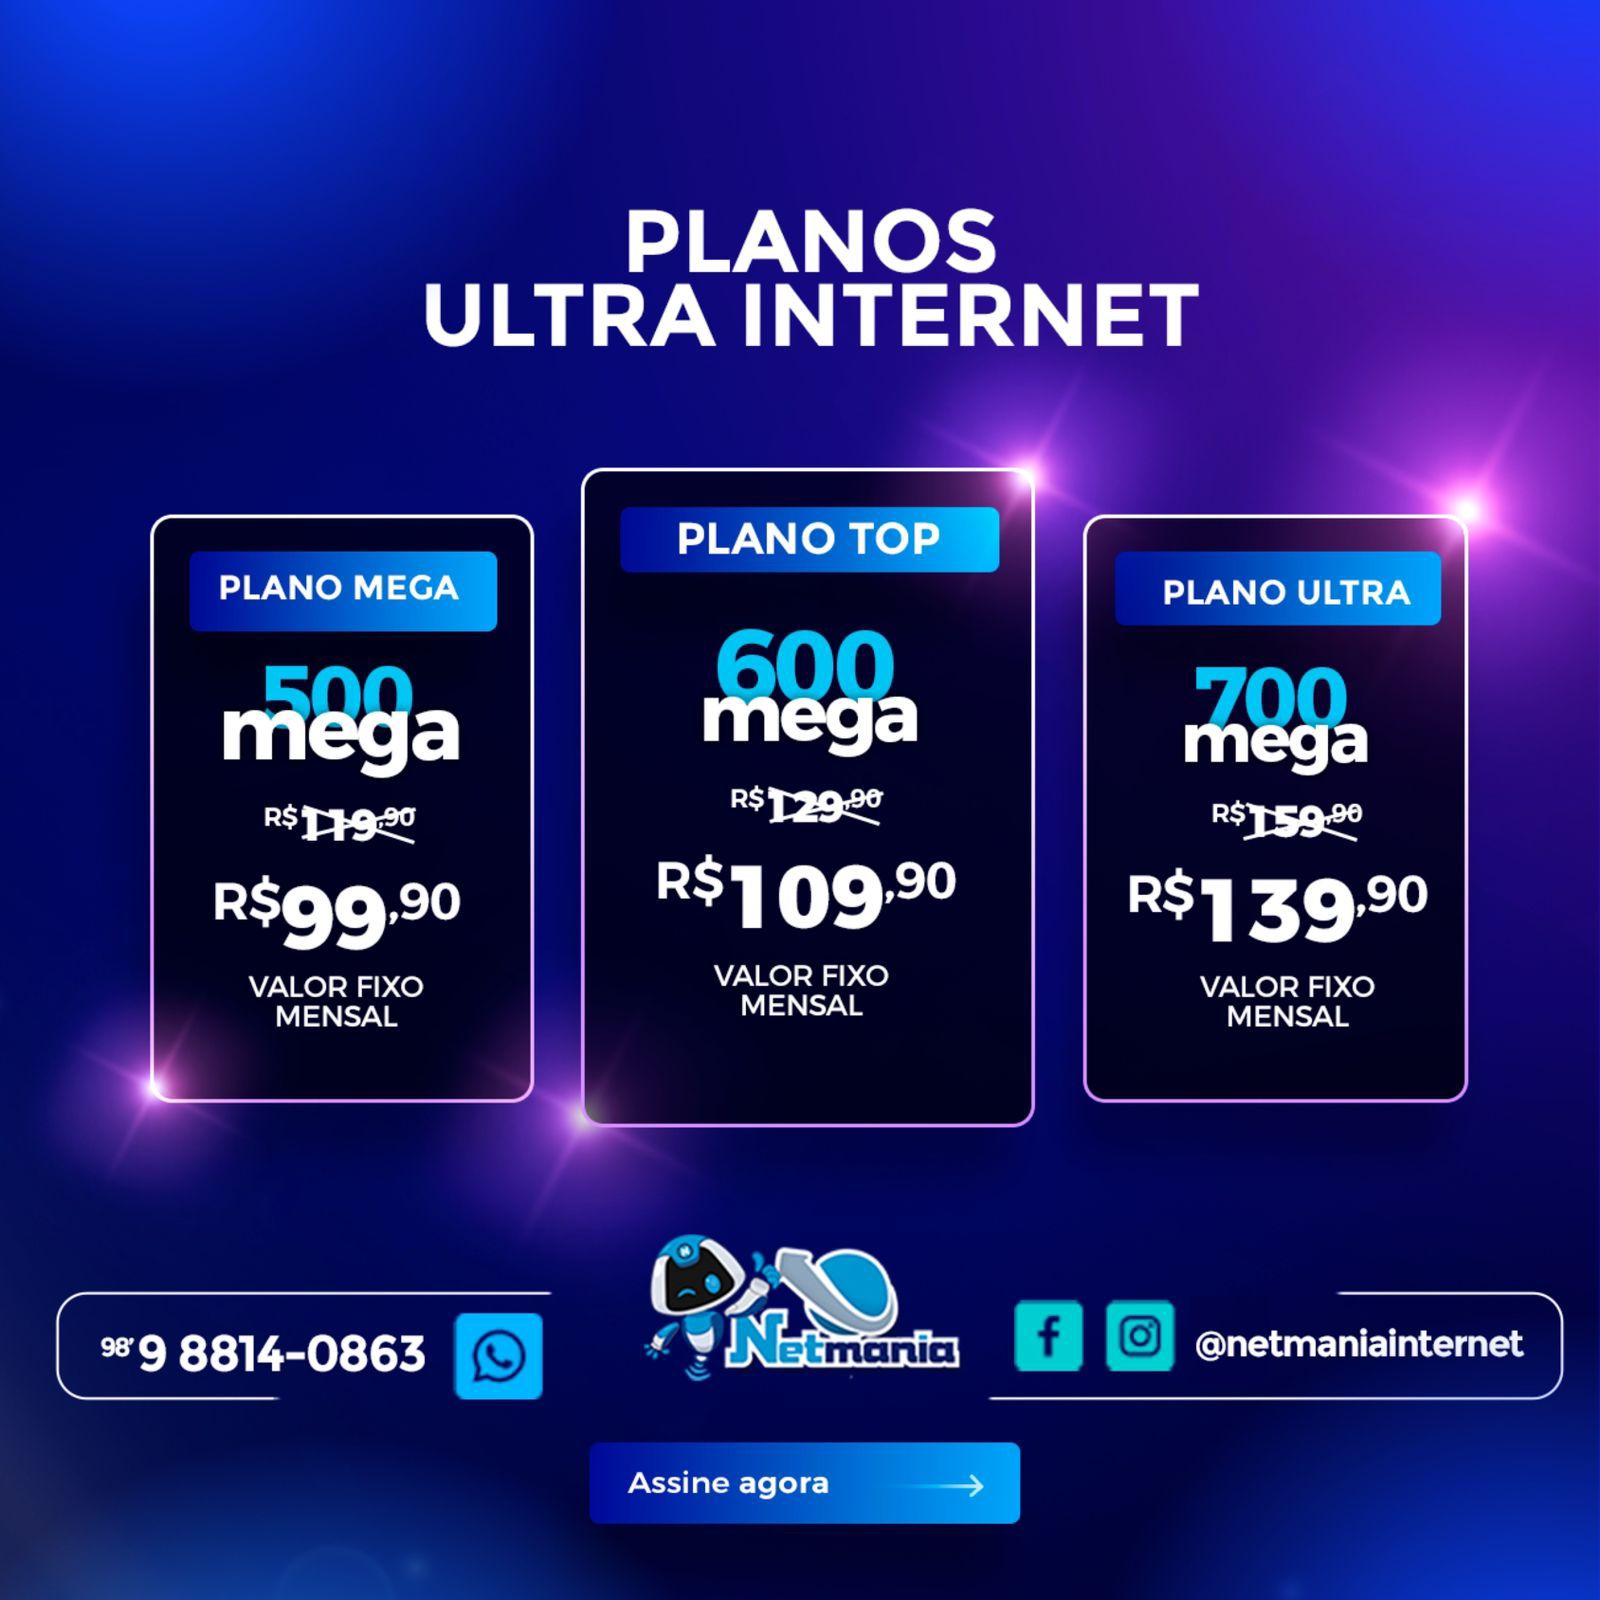 PLANOS
ULTRA INTERNET
PLANO MEGA
500
mega
R$119,90
R$99,90
VALOR FIXO
MENSAL
PLANO TOP
600
mega
R$129,90
R$109,90
VALOR FIXO
MENSAL
PLANO ULTRA
700
mega
R$159,90
R$139,90
VALOR FIXO
MENSAL
98' 9 8814-0863
N
Netmania
f
@netmaniainternet
Assine agora